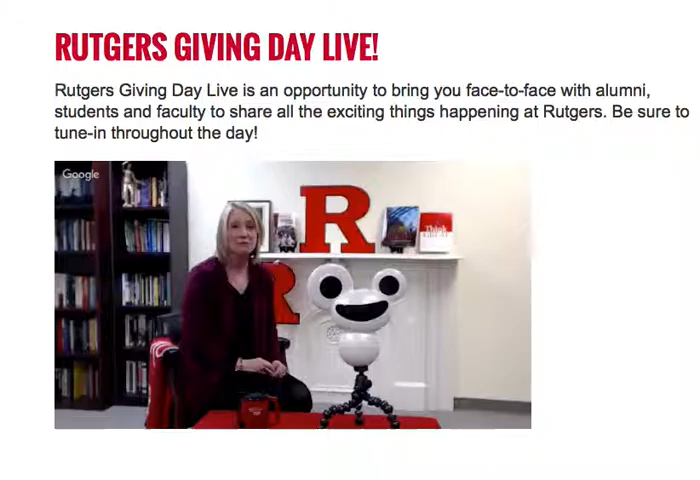 RUTGERS GIVING DAY LIVE!
Rutgers Giving Day Live is an opportunity to bring you face-to-face with alumni,
students and faculty to share all the exciting things happening at Rutgers. Be sure to
tune-in throughout the day!
Google
R
Think
R